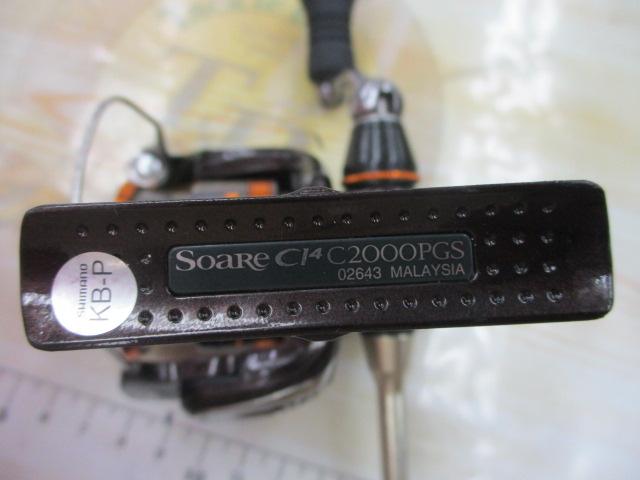 Soare CI4 C2000PGS
02643 MALAYSIA
SHIMANO
KB-P